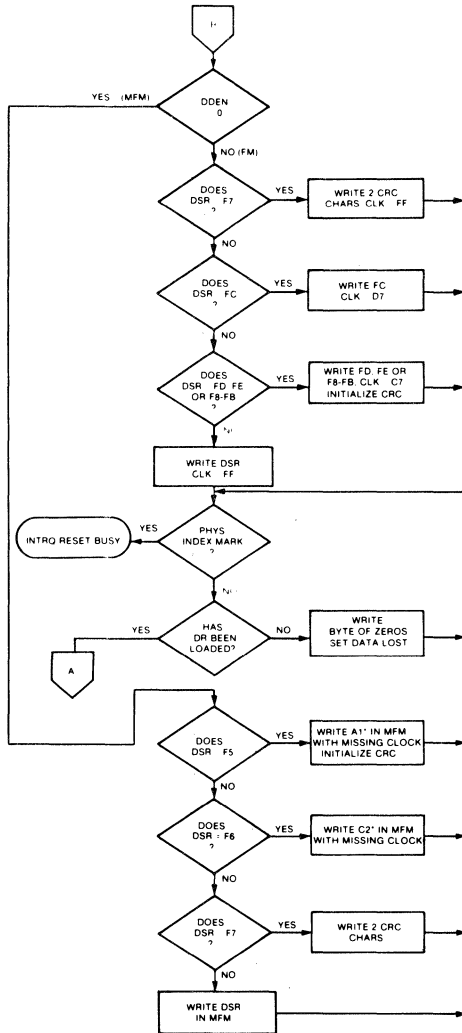 YES (MFM)
DDEN
0
NO (FM)
DOES
DSR F7
?
YES
WRITE 2 CRC
CHARS CLK FF
NO
DOES
DSR FC
?
YES
WRITE FC
CLK D7
NO
DOES
DSR FD, FE
OR F8-FB
?
YES
WRITE FD, FE OR
F8-FB, CLK C7
INITIALIZE CRC
WRITE DSR
CLK FF
PHYS
INDEX MARK
?
YES
INTRQ RESET BUSY
HAS
DR BEEN
LOADED?
YES
A
NO
WRITE
BYTE OF ZEROS
SET DATA LOST
DOES
DSR F5
YES
WRITE A1* IN MFM
WITH MISSING CLOCK
INITIALIZE CRC
NO
DOES
DSR = F6
?
YES
WRITE C2* IN MFM
WITH MISSING CLOCK
NO
DOES
DSR F7
?
YES
WRITE 2 CRC
CHARS
NO
WRITE DSR
IN MFM